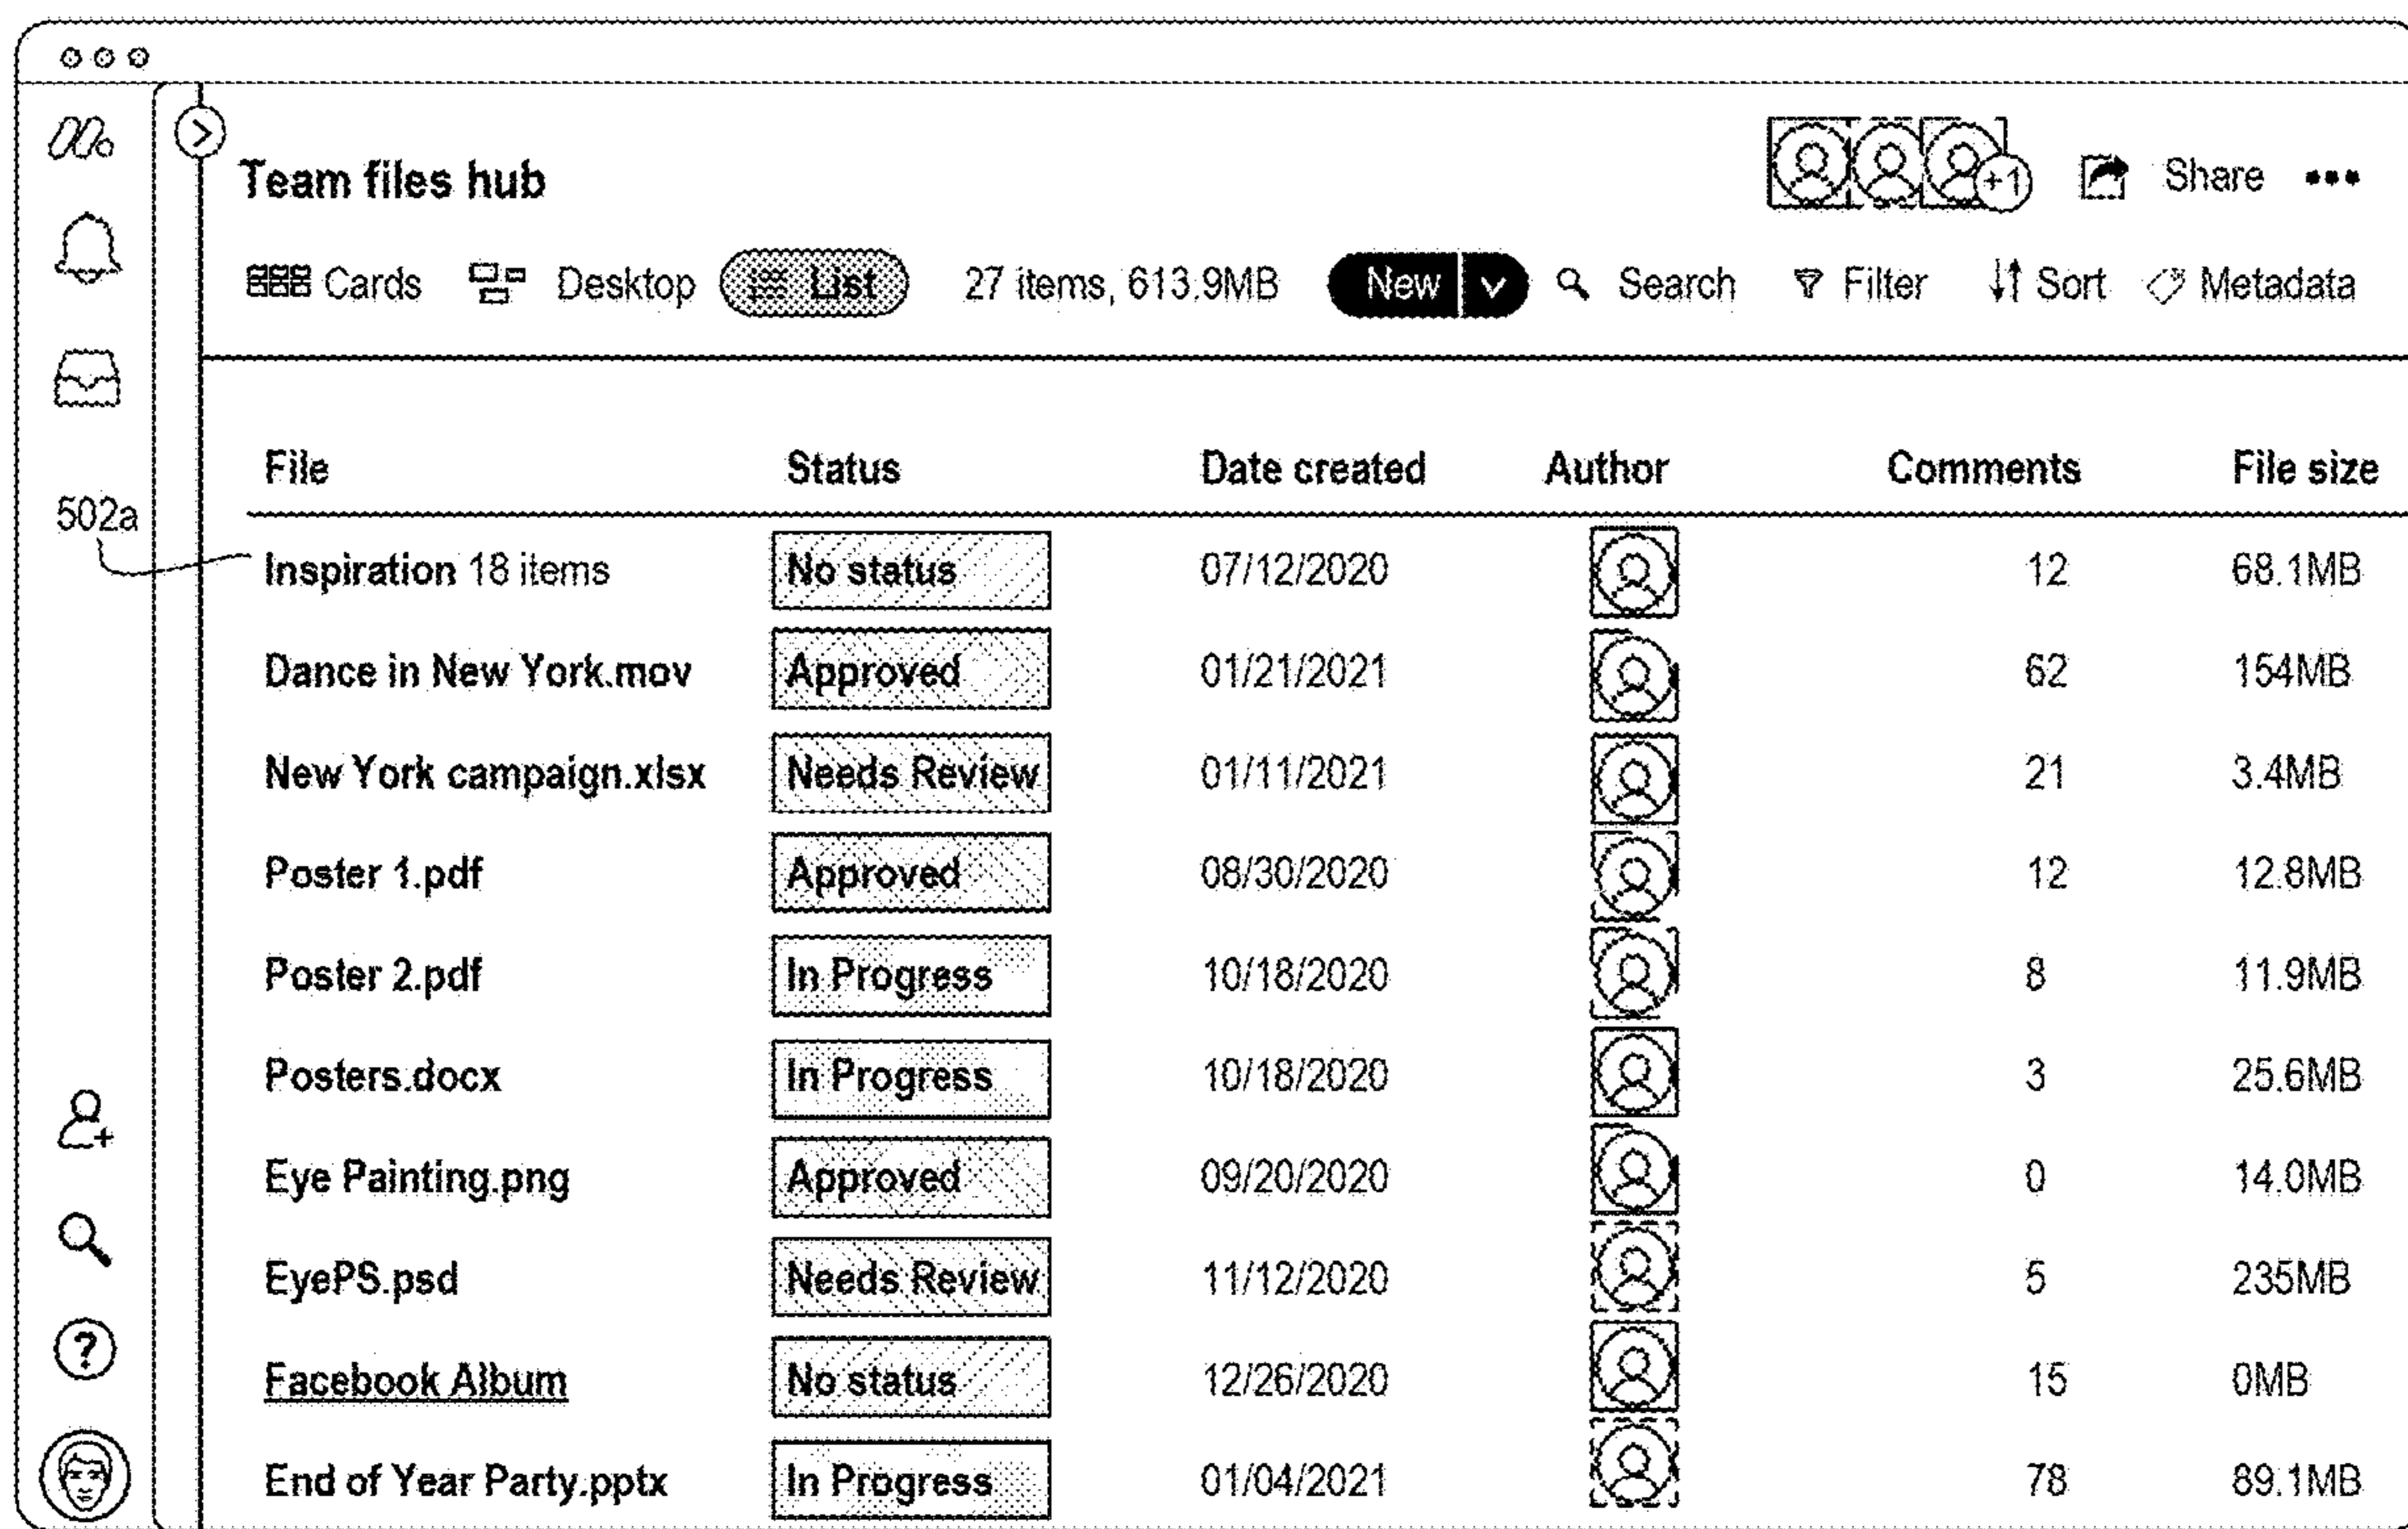 Team files hub +1 Share •••
Cards Desktop List 27 items, 613.9MB New Search Filter Sort Metadata
File Status Date created Author Comments File size
502a
Inspiration 18 items No status 07/12/2020 12 68.1MB
Dance in New York.mov Approved 01/21/2021 62 154MB
New York campaign.xlsx Needs Review 01/11/2021 21 3.4MB
Poster 1.pdf Approved 08/30/2020 12 12.8MB
Poster 2.pdf In Progress 10/18/2020 8 11.9MB
Posters.docx In Progress 10/18/2020 3 25.6MB
Eye Painting.png Approved 09/20/2020 0 14.0MB
EyePS.psd Needs Review 11/12/2020 5 235MB
Facebook Album No status 12/26/2020 15 0MB
End of Year Party.pptx In Progress 01/04/2021 78 89.1MB